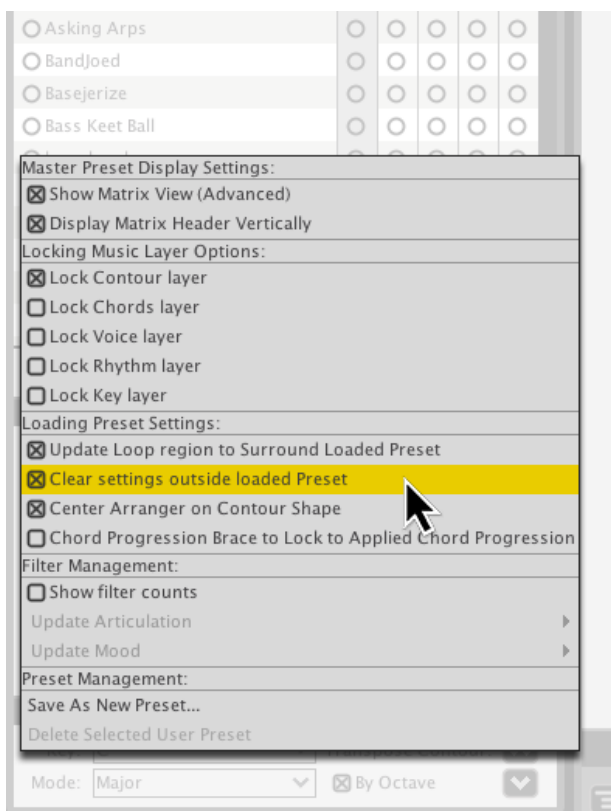 Asking Arps
BandJoed
Basejerize
Bass Keet Ball
Master Preset Display Settings:
Show Matrix View (Advanced)
Display Matrix Header Vertically
Locking Music Layer Options:
Lock Contour layer
Lock Chords layer
Lock Voice layer
Lock Rhythm layer
Lock Key layer
Loading Preset Settings:
Update Loop region to Surround Loaded Preset
Clear settings outside loaded Preset
Center Arranger on Contour Shape
Chord Progression Brace to Lock to Applied Chord Progression
Filter Management:
Show filter counts
Update Articulation
Update Mood
Preset Management:
Save As New Preset...
Delete Selected User Preset
Mode: Major By Octave